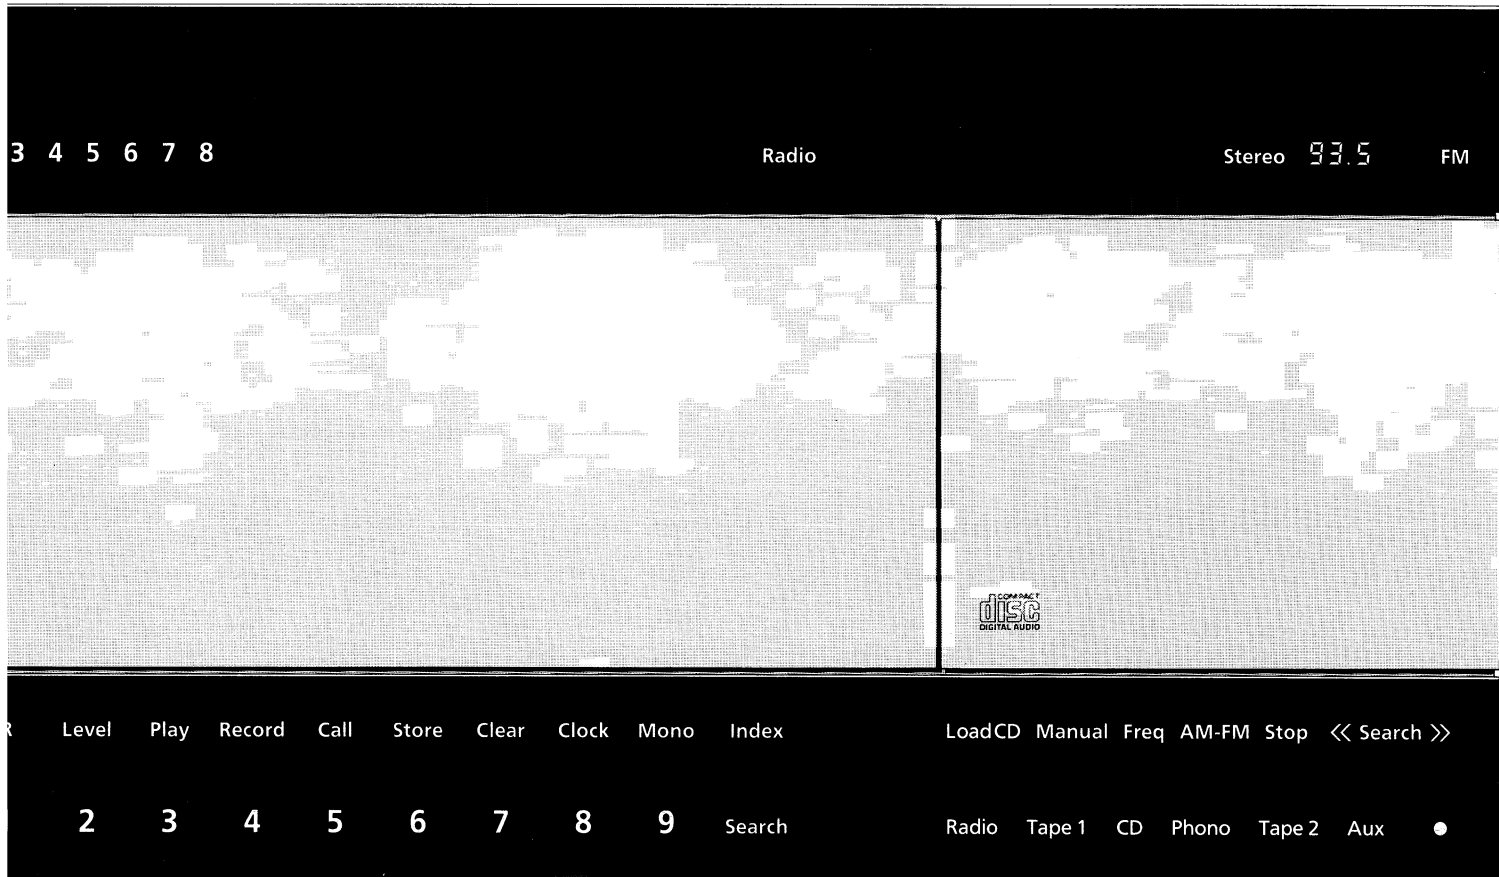 3 4 5 6 7 8 Radio Stereo 93.5 FM
COMPACT
disc
DIGITAL AUDIO
R Level Play Record Call Store Clear Clock Mono Index LoadCD Manual Freq AM-FM Stop << Search >>
2 3 4 5 6 7 8 9 Search Radio Tape 1 CD Phono Tape 2 Aux